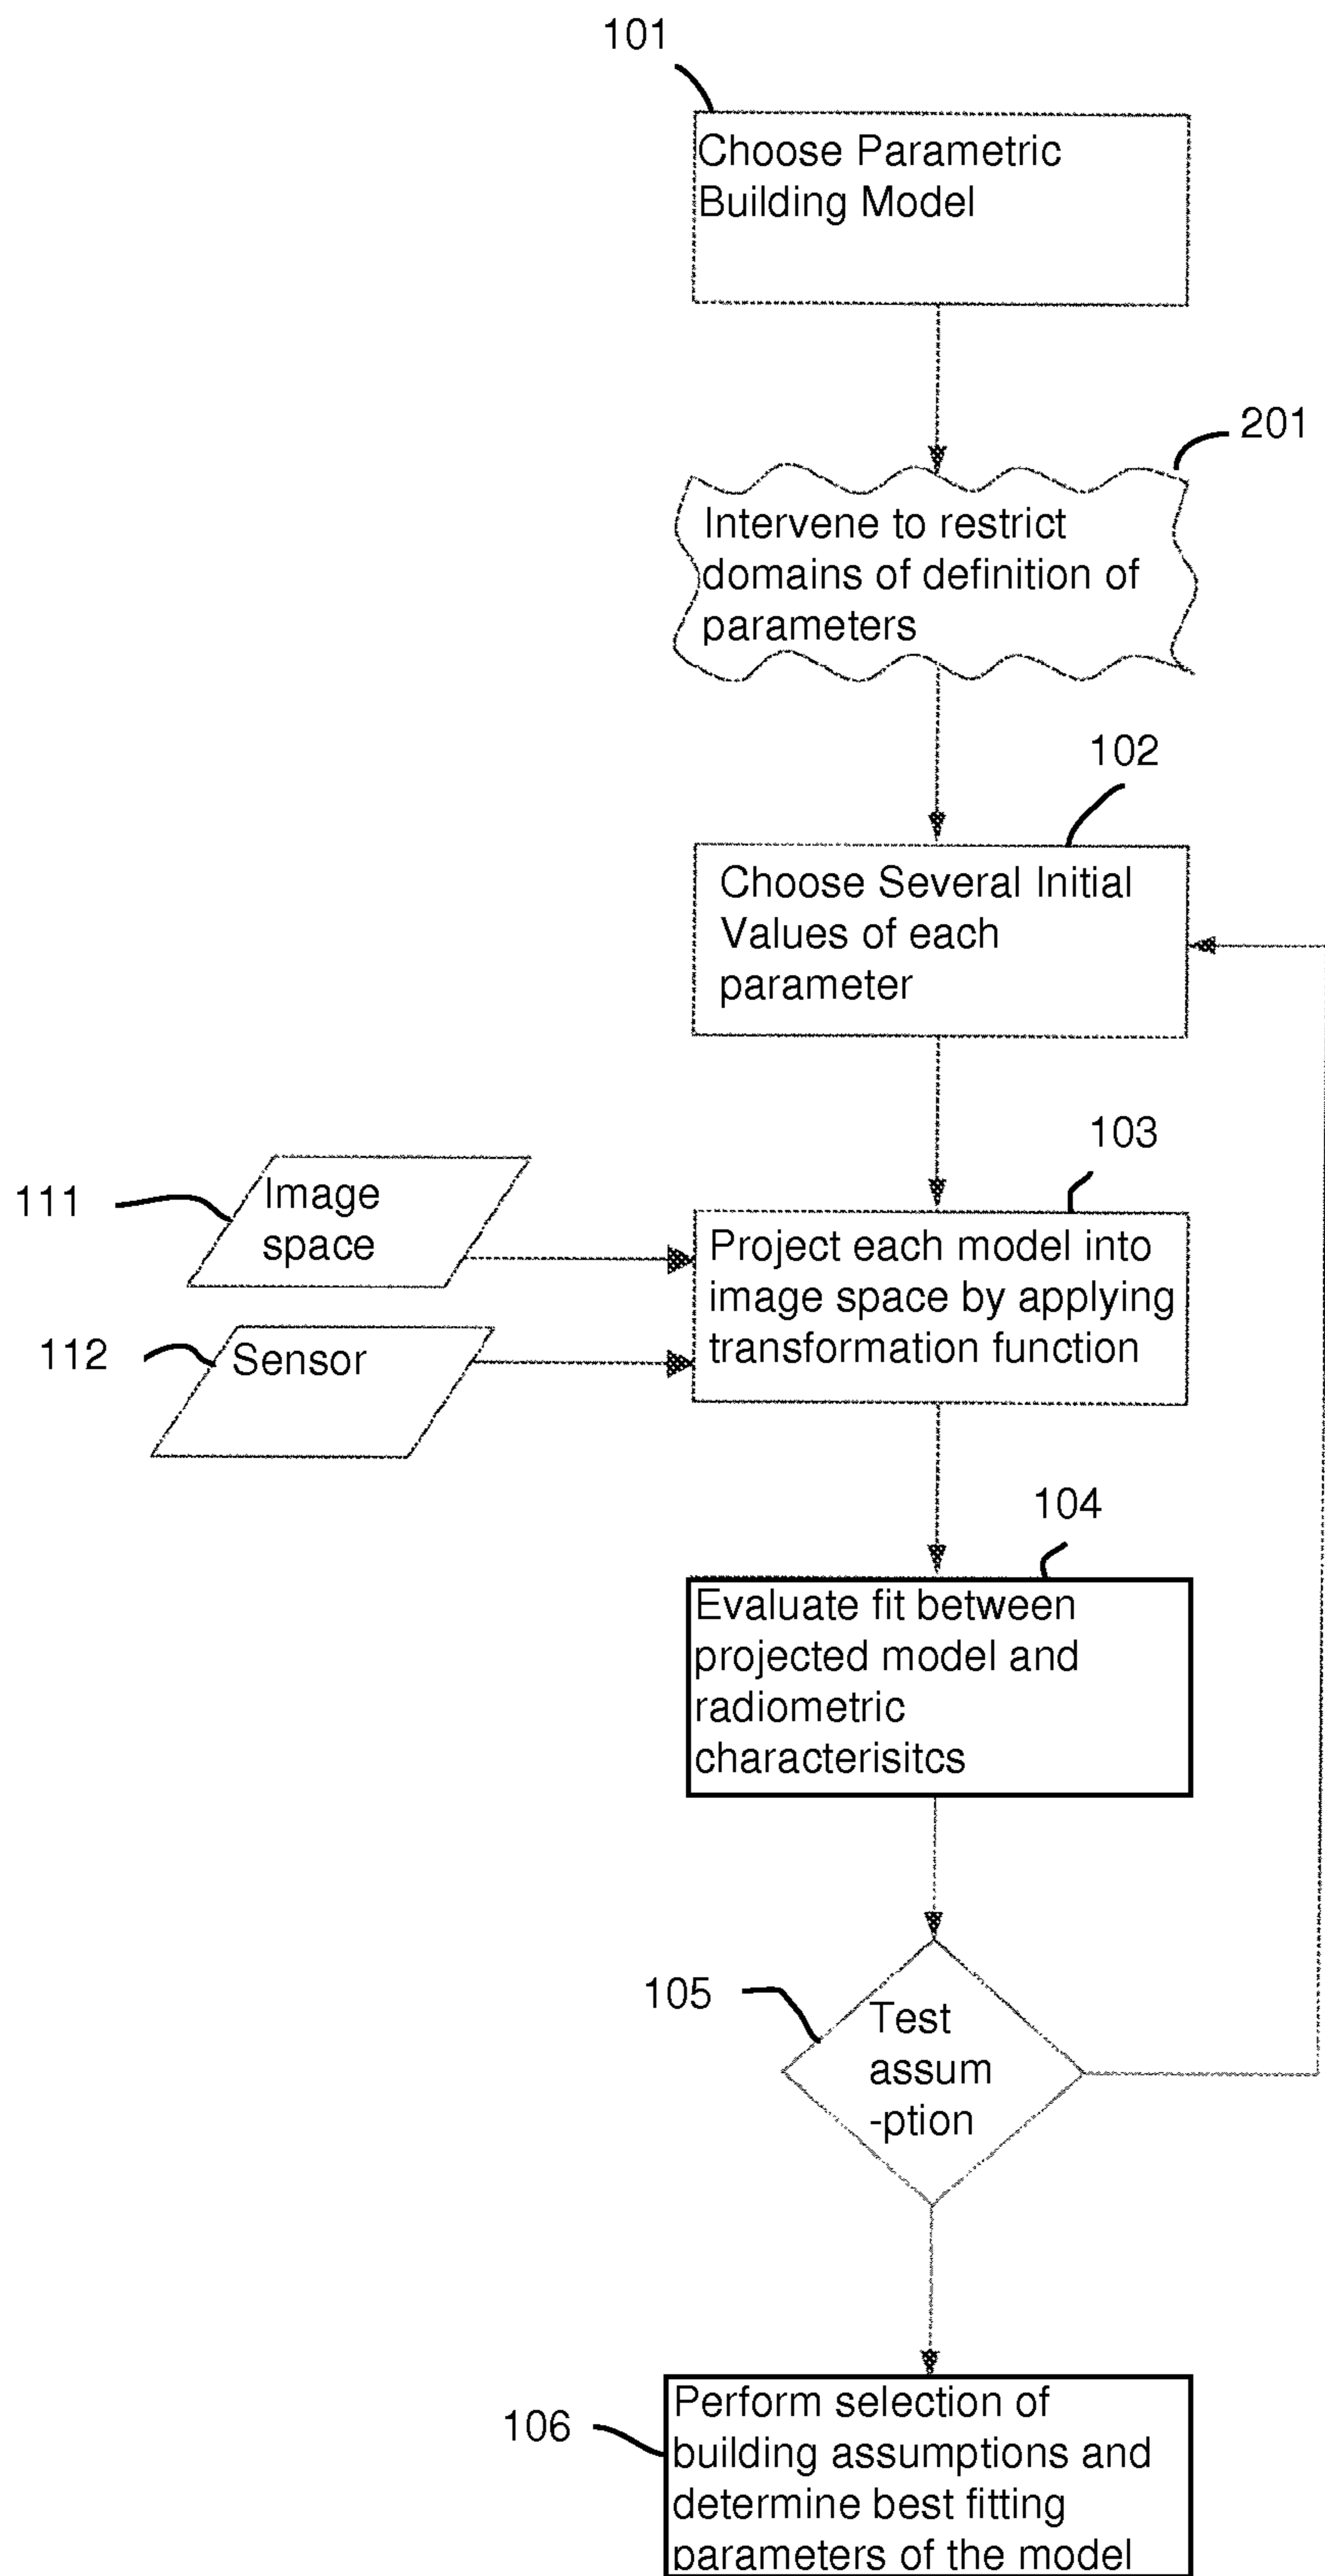 101
Choose Parametric
Building Model
201
Intervene to restrict
domains of definition of
parameters
102
Choose Several Initial
Values of each
parameter
103
111
Image
space
Project each model into
image space by applying
transformation function
112
Sensor
104
Evaluate fit between
projected model and
radiometric
characterisitcs
105
Test
assum
-ption
106
Perform selection of
building assumptions and
determine best fitting
parameters of the model